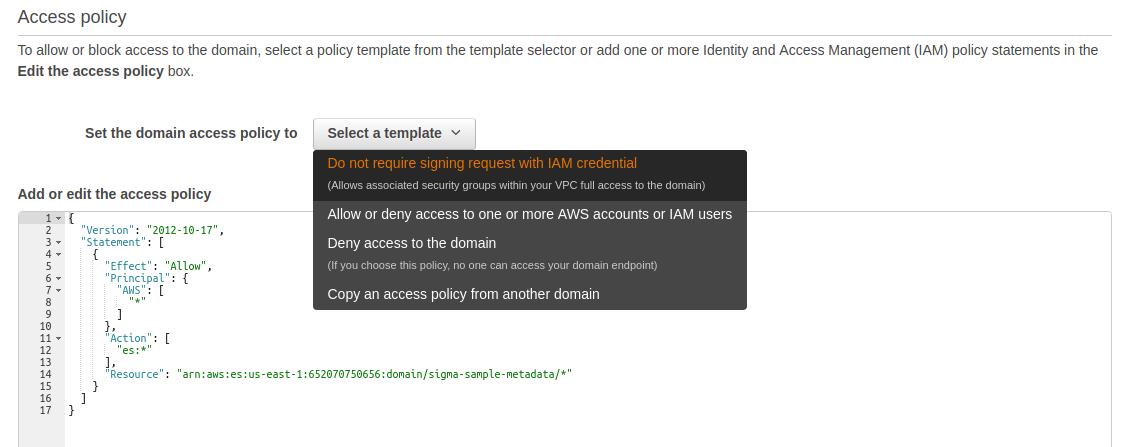 Access policy
To allow or block access to the domain, select a policy template from the template selector or add one or more Identity and Access Management (IAM) policy statements in the
Edit the access policy box.
Set the domain access policy to
Select a template
Do not require signing request with IAM credential
(Allows associated security groups within your VPC full access to the domain)
Allow or deny access to one or more AWS accounts or IAM users
Deny access to the domain
(If you choose this policy, no one can access your domain endpoint)
Copy an access policy from another domain
Add or edit the access policy
1 {
2 "Version": "2012-10-17",
3 "Statement": [
4 {
5 "Effect": "Allow",
6 "Principal": {
7 "AWS": [
8 "*"
9 ]
10 },
11 "Action": [
12 "es:*"
13 ],
14 "Resource": "arn:aws:es:us-east-1:652070750656:domain/sigma-sample-metadata/*"
15 }
16 ]
17 }